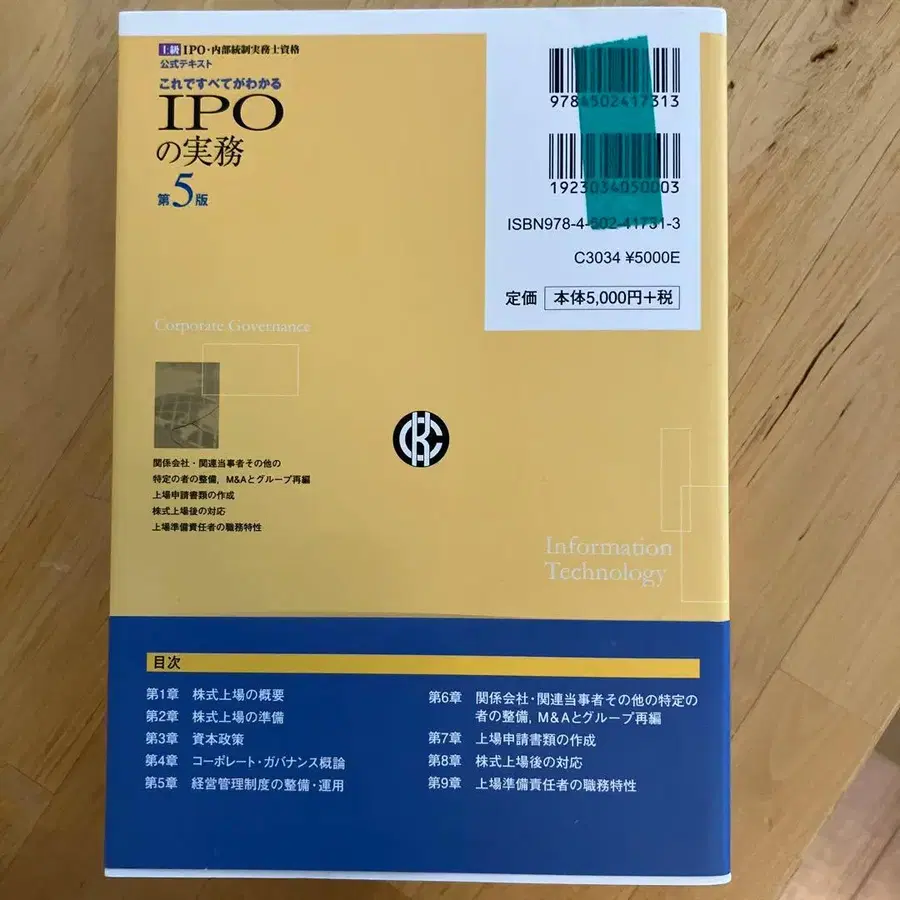 上級 IPO・内部統制実務士資格
公式テキスト
これですべてがわかる
IPO
の実務
第5版
9784502417313
1923034050003
ISBN978-4-502-41731-3
C3034 ¥5000E
定価 本体5,000円+税
Corporate Governance
関係会社・関連当事者その他の
特定の者の整備, M&Aとグループ再編
上場申請書類の作成
株式上場後の対応
上場準備責任者の職務特性
Information
Technology
目次
第1章 株式上場の概要
第2章 株式上場の準備
第3章 資本政策
第4章 コーポレート・ガバナンス概論
第5章 経営管理制度の整備・運用
第6章 関係会社・関連当事者その他の特定の
者の整備, M&Aとグループ再編
第7章 上場申請書類の作成
第8章 株式上場後の対応
第9章 上場準備責任者の職務特性